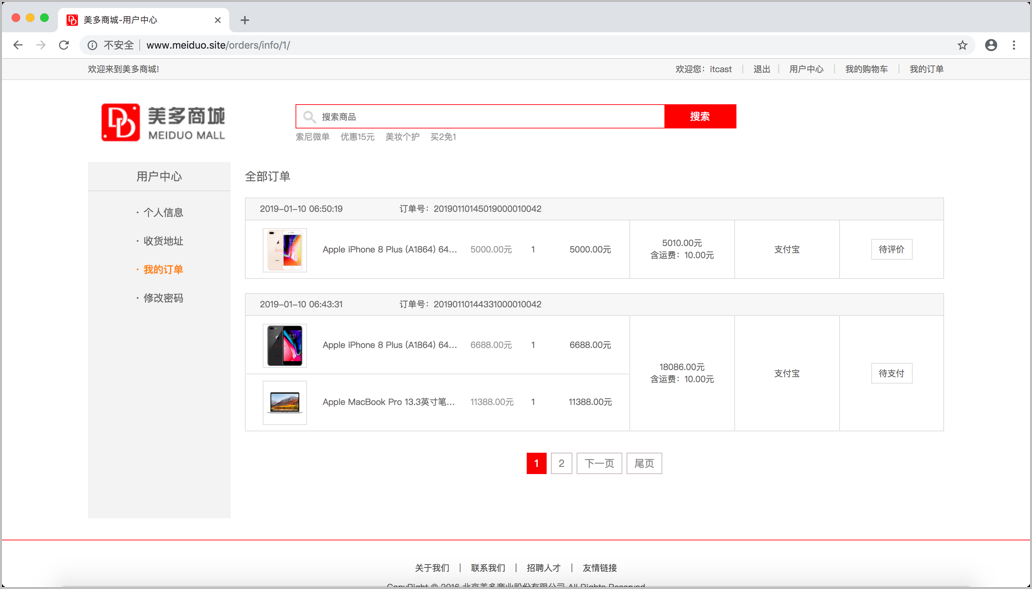 美多商城-用户中心
不安全 www.meiduo.site/orders/info/1/
欢迎来到美多商城!
欢迎您：itcast 退出 用户中心 我的购物车 我的订单
美多商城
MEIDUO MALL
搜索商品 搜索
索尼微单 优惠15元 美妆个护 买2免1
用户中心
· 个人信息
· 收货地址
· 我的订单
· 修改密码
全部订单
2019-01-10 06:50:19 订单号：20190110145019000010042
Apple iPhone 8 Plus (A1864) 64... 5000.00元 1 5000.00元
5010.00元
含运费：10.00元
支付宝
待评价
2019-01-10 06:43:31 订单号：20190110144331000010042
Apple iPhone 8 Plus (A1864) 64... 6688.00元 1 6688.00元
Apple MacBook Pro 13.3英寸笔... 11388.00元 1 11388.00元
18086.00元
含运费：10.00元
支付宝
待支付
1 2 下一页 尾页
关于我们 | 联系我们 | 招聘人才 | 友情链接
CopyRight © 2016 北京美多商业股份有限公司 All Rights Reserved